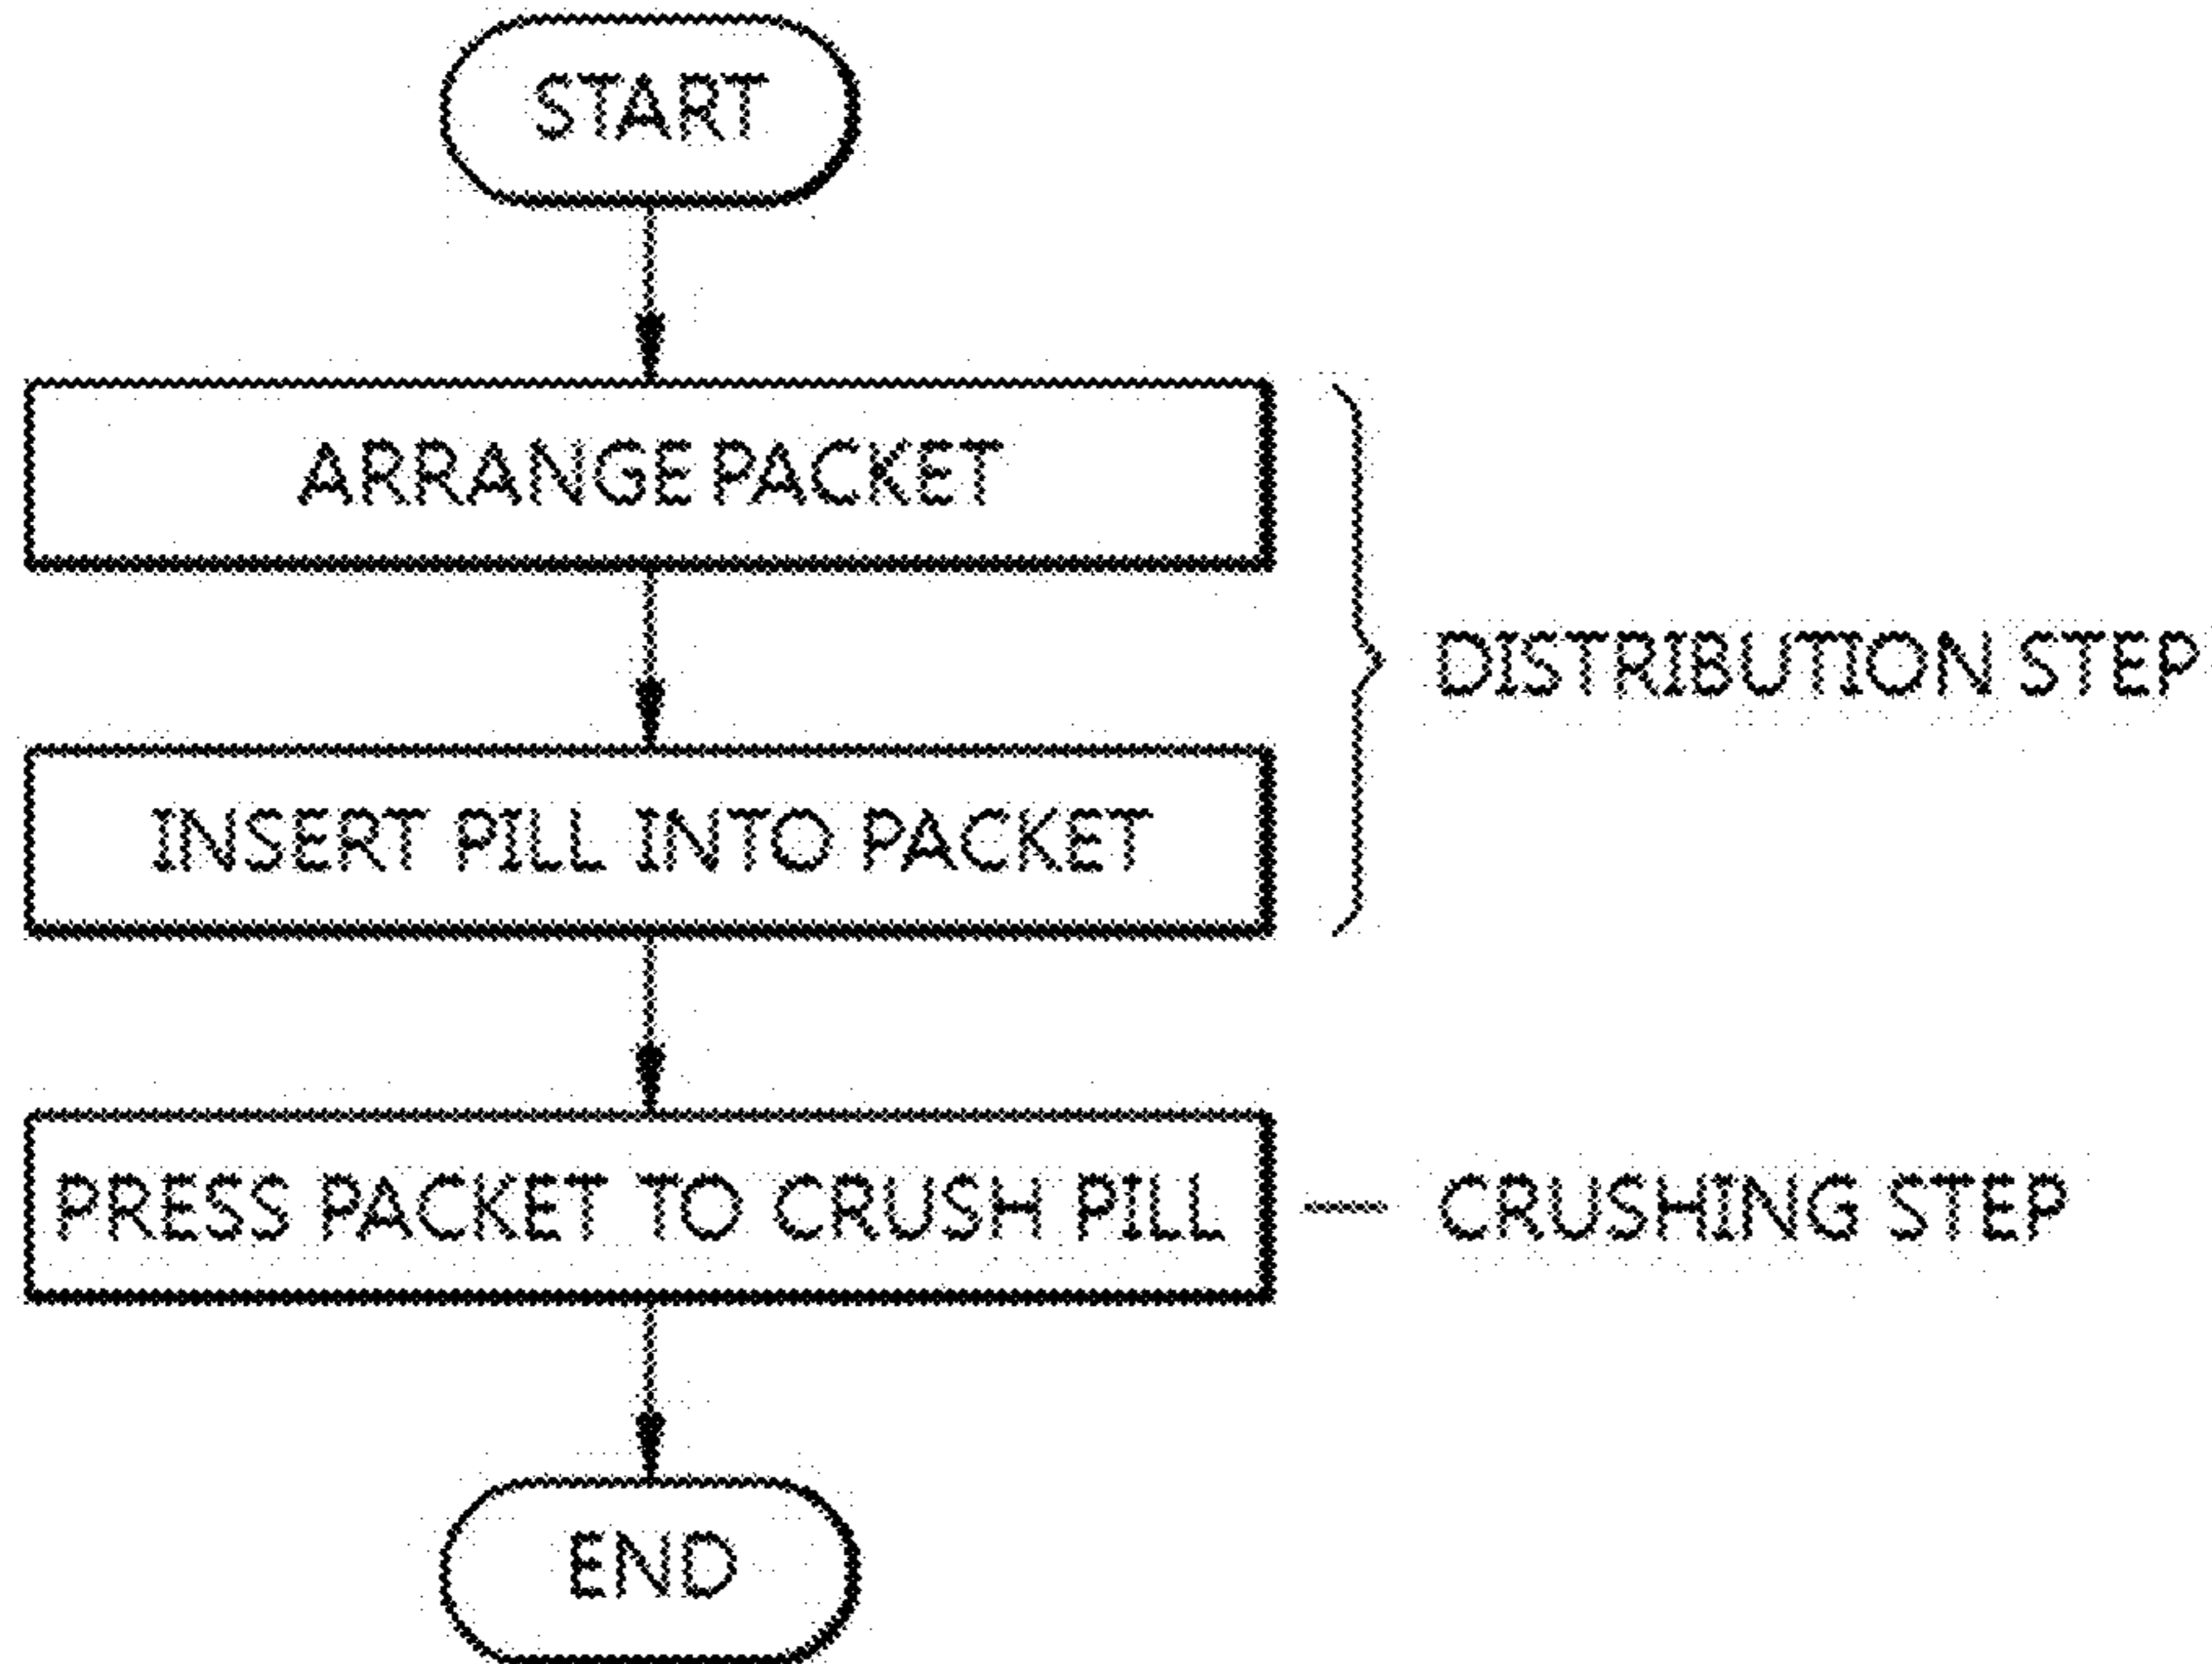 START
ARRANGE PACKET
INSERT PILL INTO PACKET
DISTRIBUTION STEP
PRESS PACKET TO CRUSH PILL
CRUSHING STEP
END